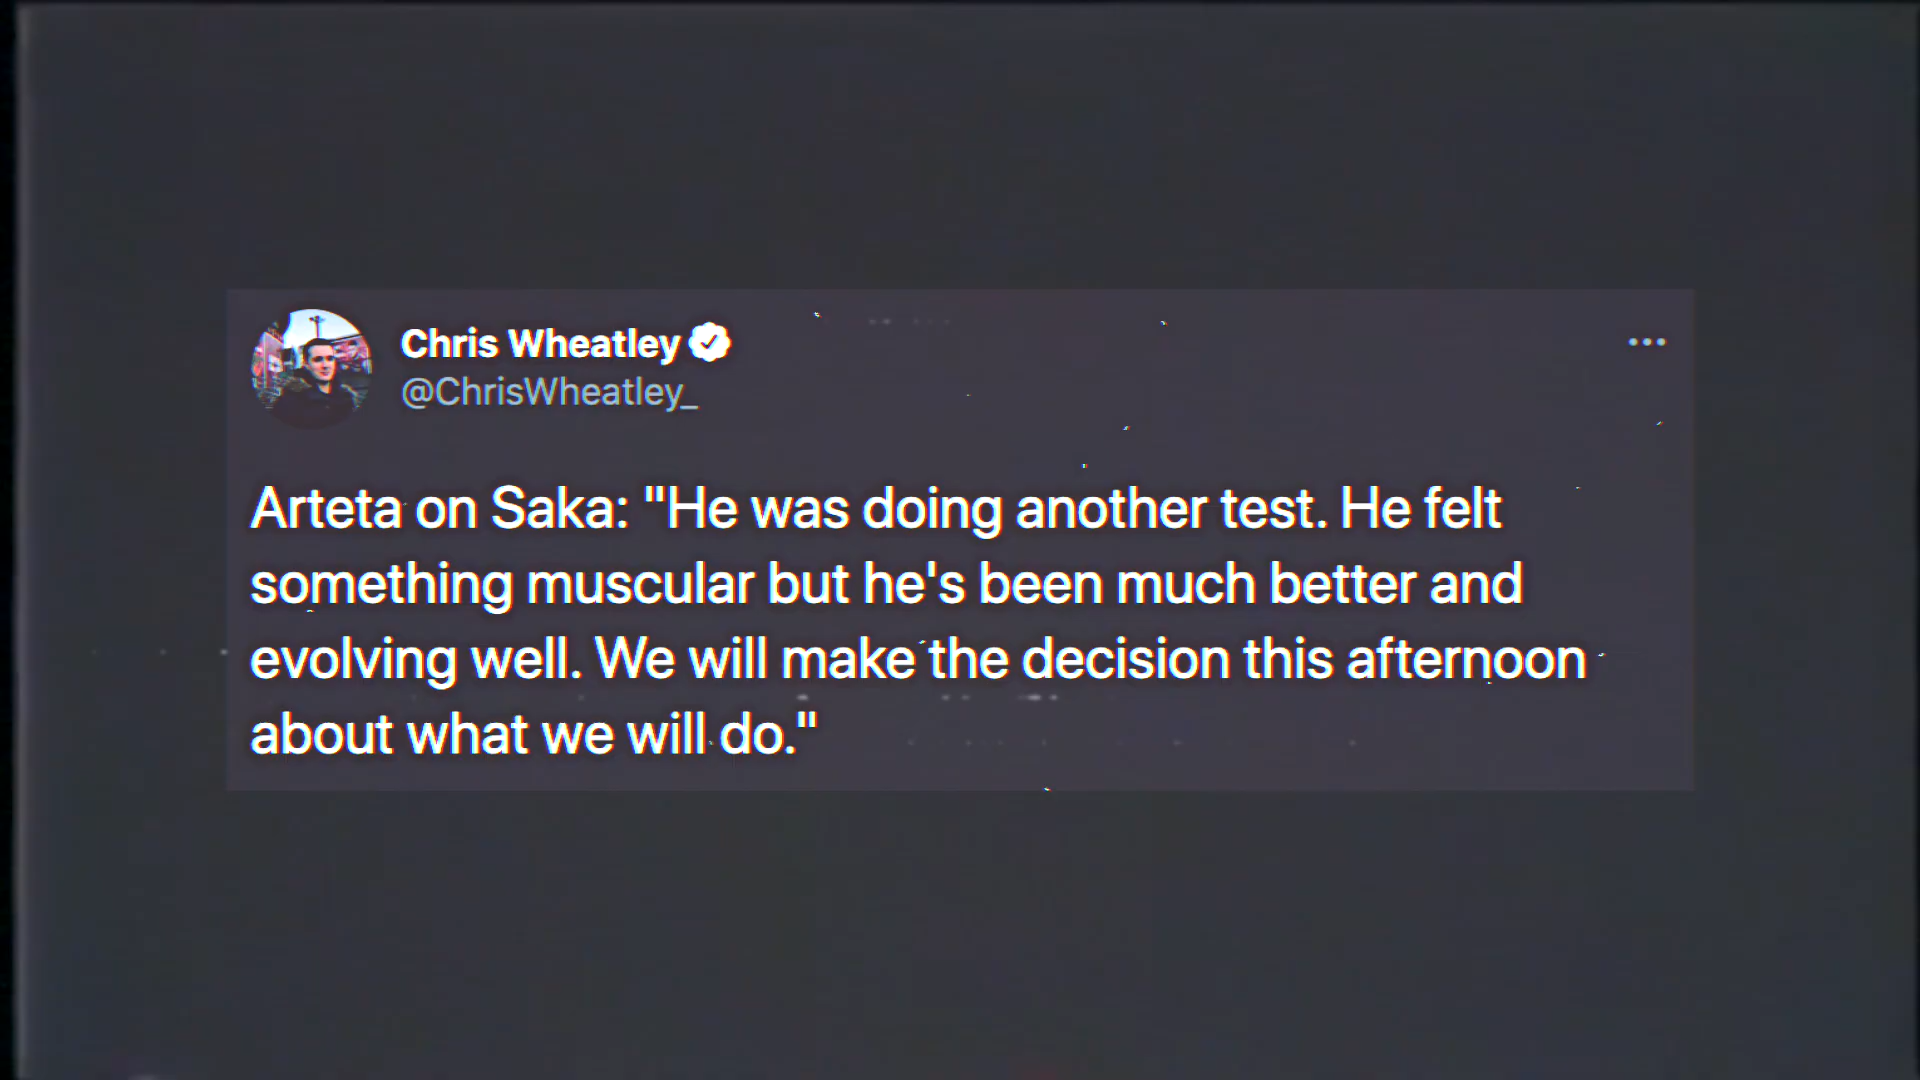 Chris Wheatley
@ChrisWheatley_
Arteta on Saka: "He was doing another test. He felt
something muscular but he's been much better and
evolving well. We will make the decision this afternoon
about what we will do."